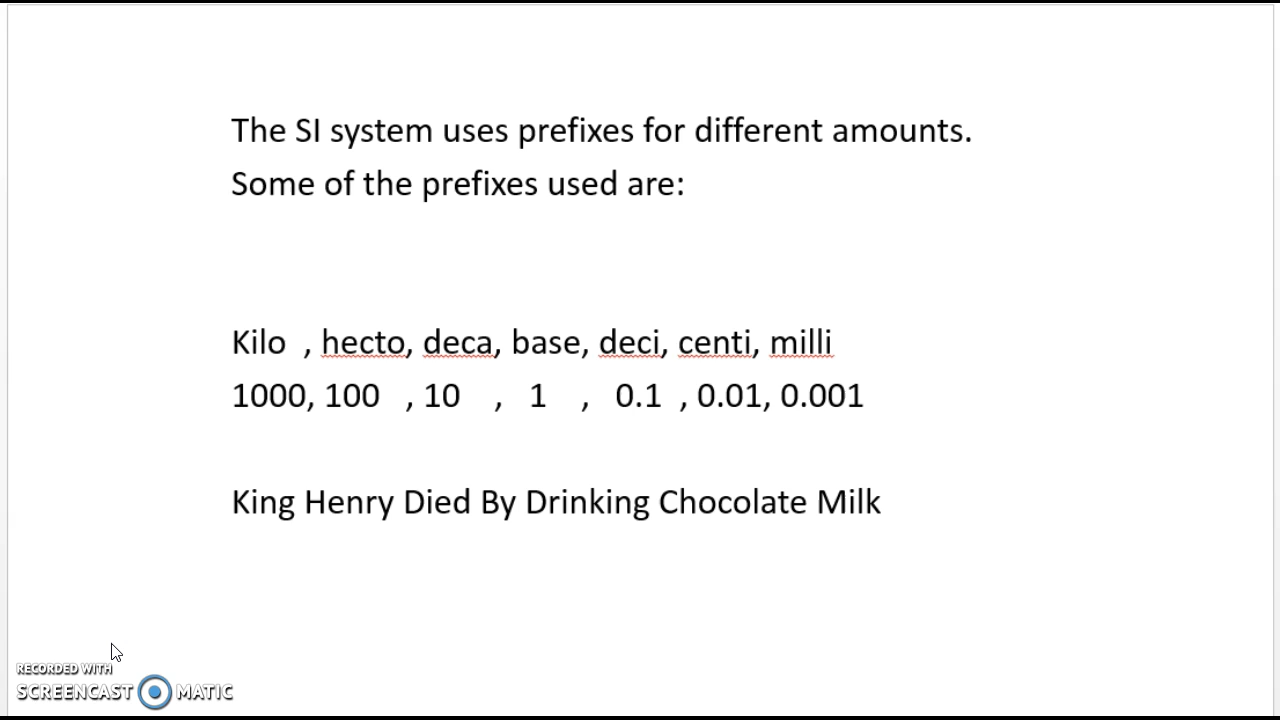 The SI system uses prefixes for different amounts.
Some of the prefixes used are:
Kilo , hecto, deca, base, deci, centi, milli
1000, 100 , 10 , 1 , 0.1 , 0.01, 0.001
King Henry Died By Drinking Chocolate Milk
RECORDED WITH
SCREENCAST MATIC